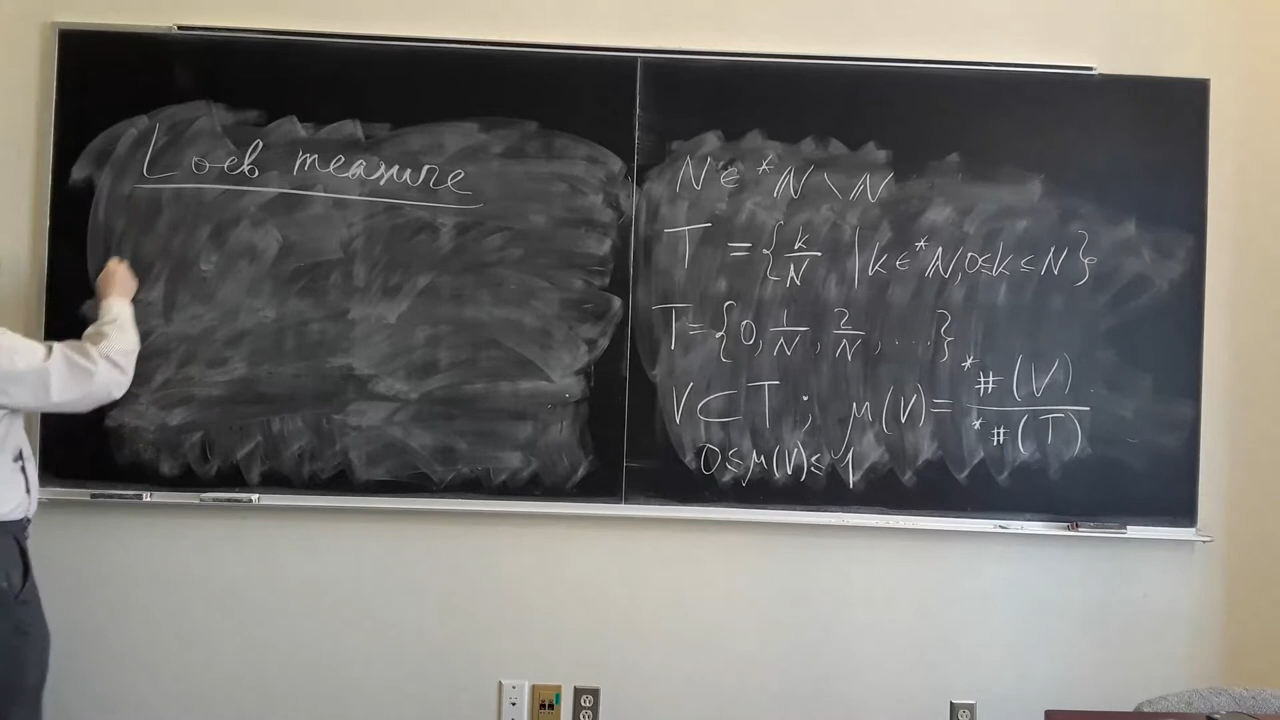 Loeb measure
N ∈ *N \ N
T = { k/N | k ∈ *N, 0 ≤ k ≤ N }
T = { 0, 1/N, 2/N, ... }
V ⊂ T ; μ(V) = *#(V) / *#(T)
0 ≤ μ(V) ≤ 1